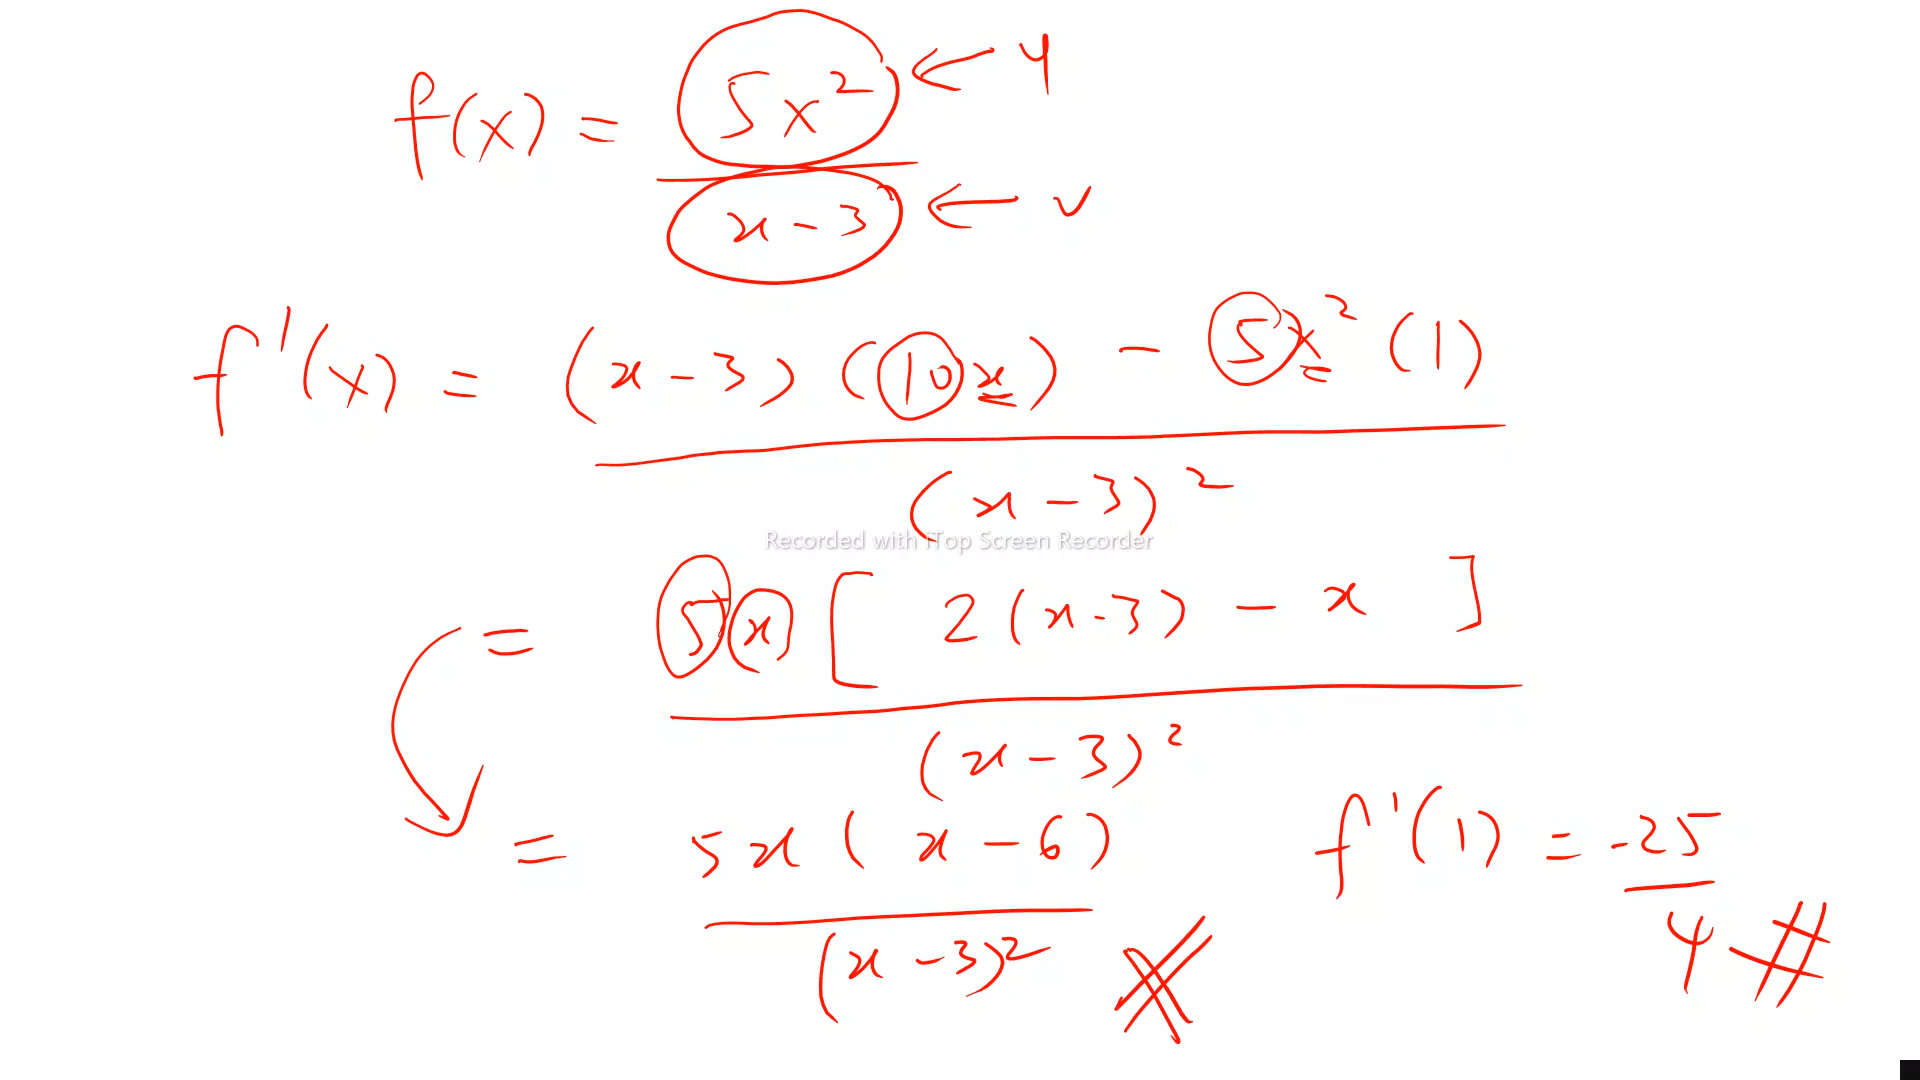 f(x) = 5x² ← u
x - 3 ← v
f'(x) = (x - 3) (10x) - 5x² (1)
(x - 3)²
Recorded with iTop Screen Recorder
= 5x [ 2 (x - 3) - x ]
(x - 3)²
= 5x ( x - 6)
(x - 3)²
f'(1) = -25
4 #